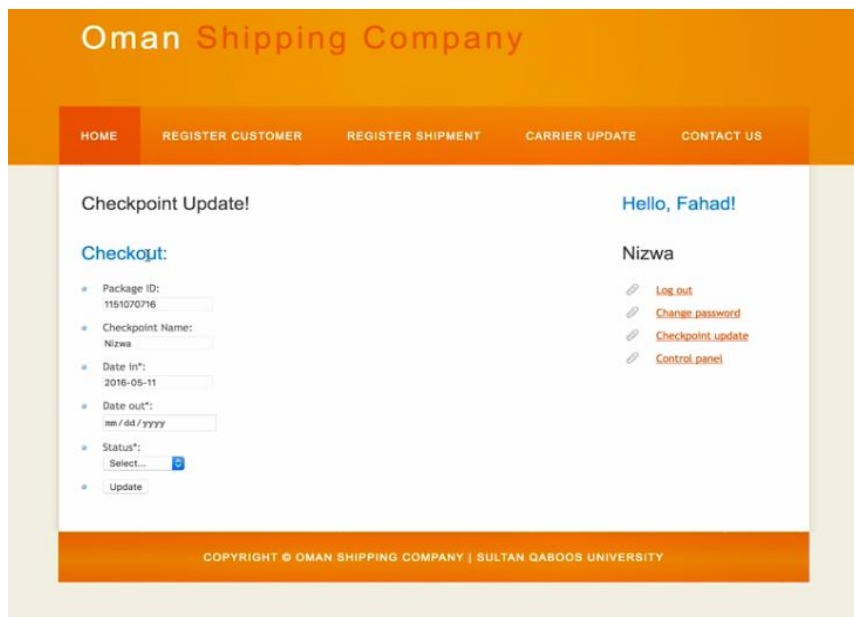 Oman Shipping Company
HOME REGISTER CUSTOMER REGISTER SHIPMENT CARRIER UPDATE CONTACT US
Checkpoint Update!
Checkout:
Package ID:
1151070716
Checkpoint Name:
Nizwa
Date in*:
2016-05-11
Date out*:
mm/dd/yyyy
Status*:
Select...
Update
Hello, Fahad!
Nizwa
Log out
Change password
Checkpoint update
Control panel
COPYRIGHT © OMAN SHIPPING COMPANY | SULTAN QABOOS UNIVERSITY